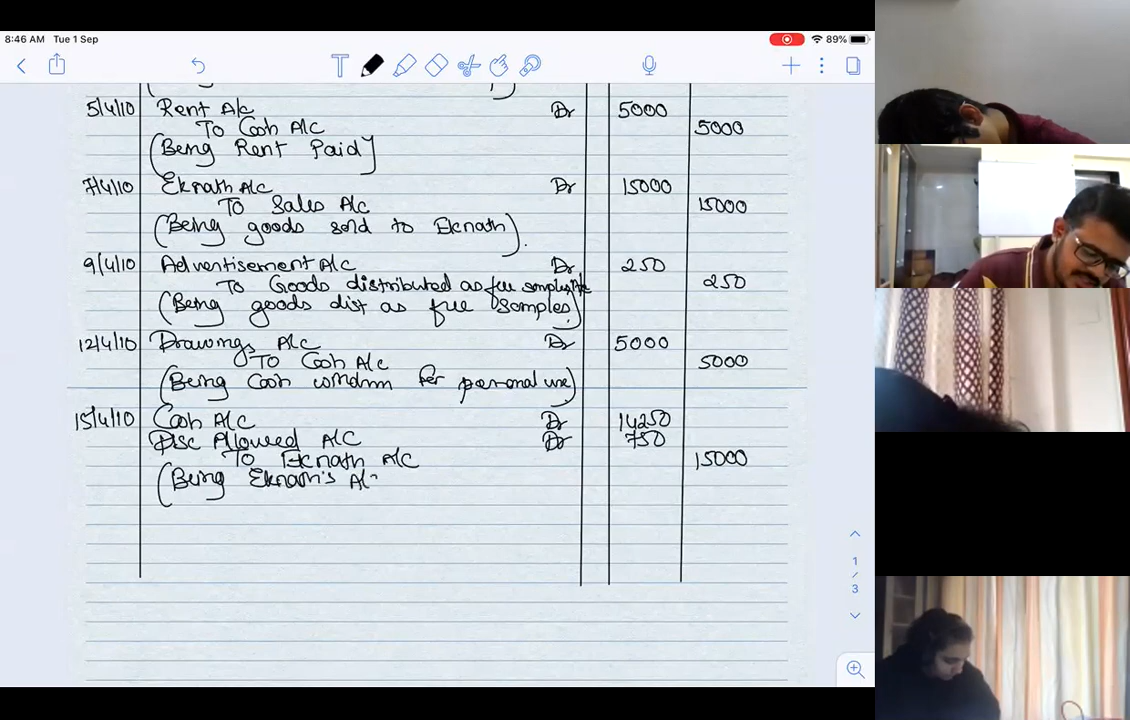 8:46 AM Tue 1 Sep 89%
5/4/10 Rent A/c Dr 5000
To Cash A/c 5000
(Being Rent Paid)
7/4/10 Eknath A/c Dr 15000
To Sales A/c 15000
(Being goods sold to Eknath).
9/4/10 Advertisement A/c Dr 250
To Goods distributed as free samples A/c 250
(Being goods dist as free samples)
12/4/10 Drawings A/c Dr 5000
To Cash A/c 5000
(Being Cash withdrn for personal use)
15/4/10 Cash A/c Dr 14250
Disc Allowed A/c Dr 750
To Eknath A/c 15000
(Being Eknath's A/
1
/
3